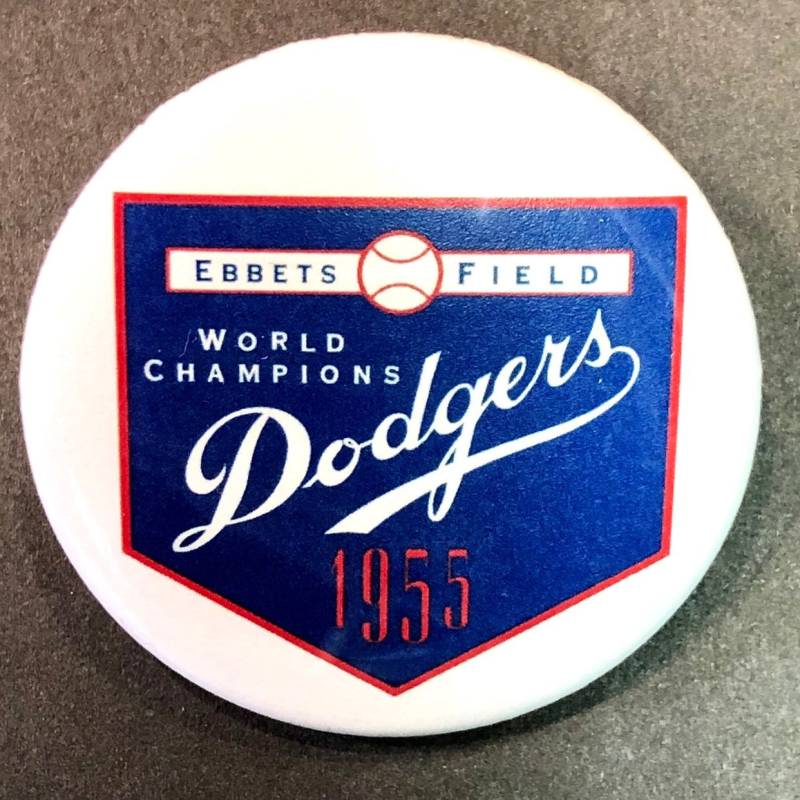 EBBETS FIELD
WORLD
CHAMPIONS
Dodgers
1955